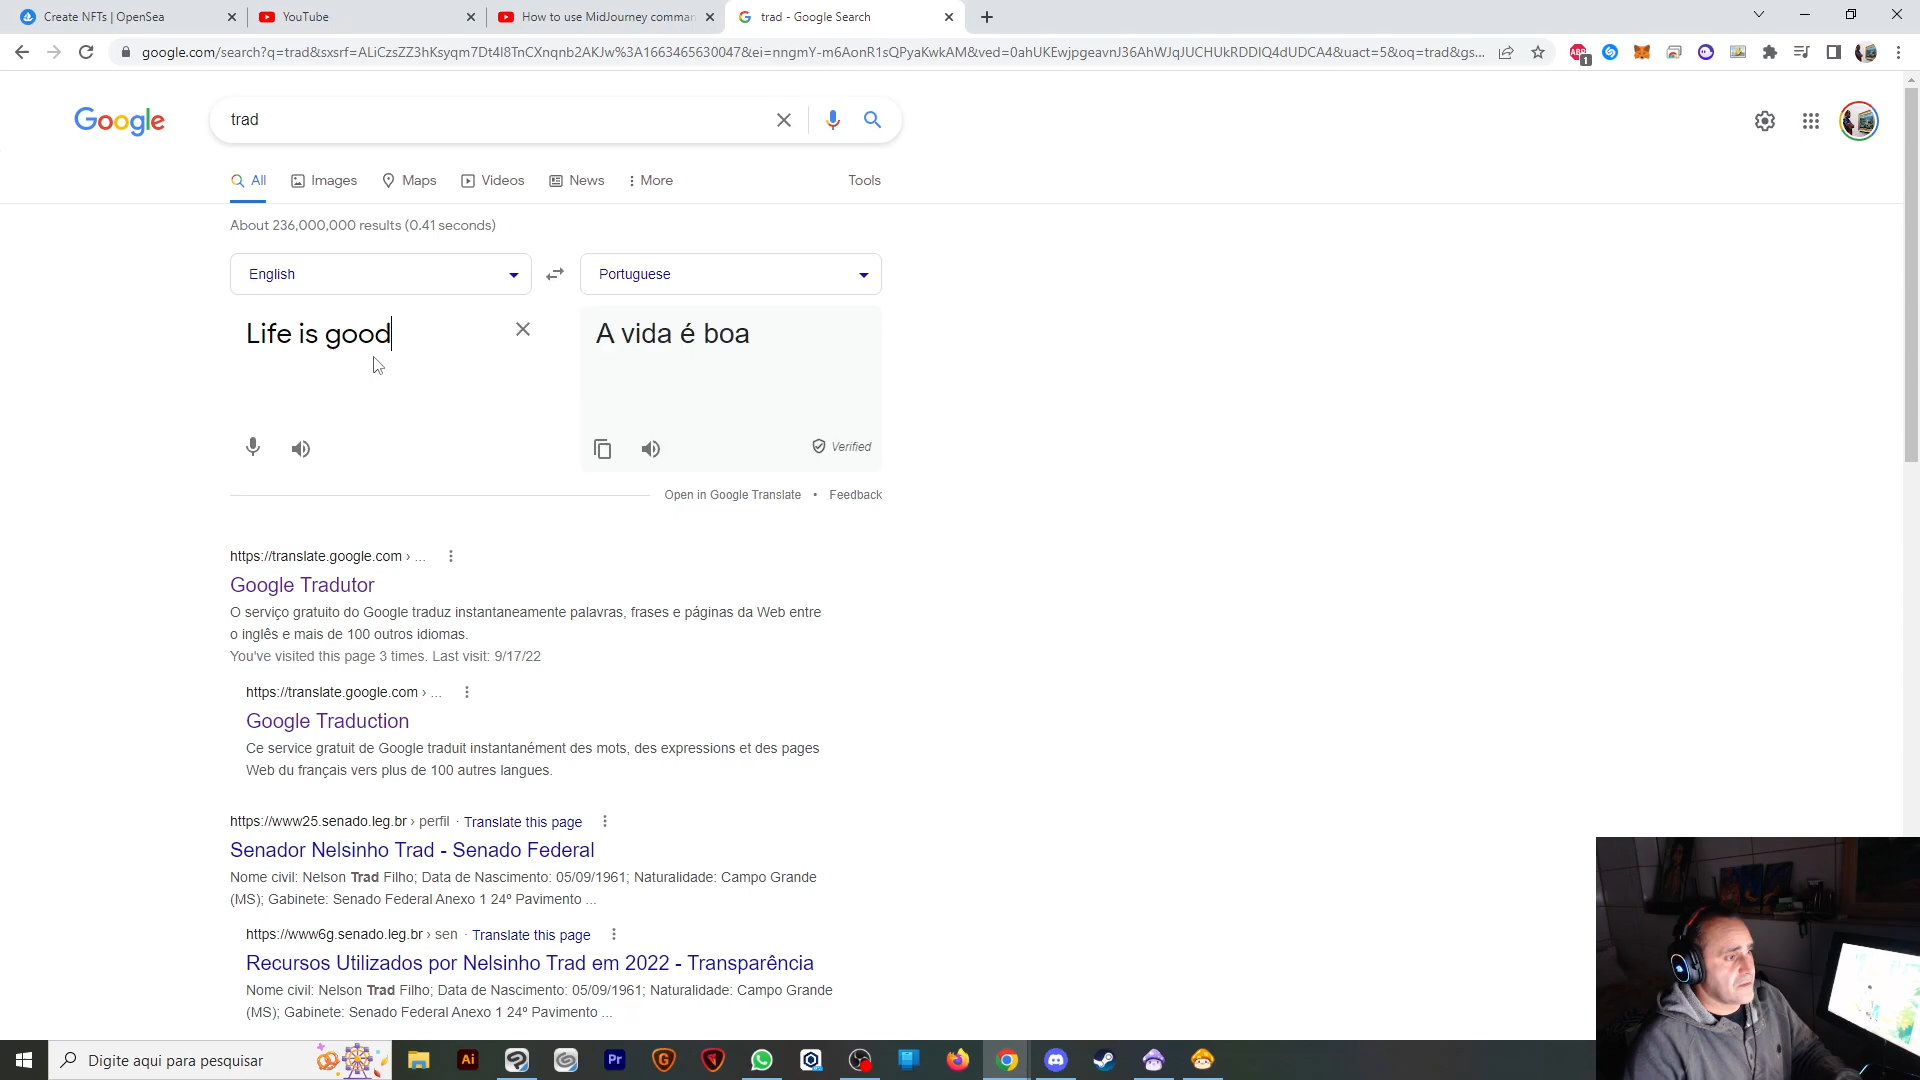 Create NFTs | OpenSea
YouTube
How to use MidJourney comman
trad - Google Search
google.com/search?q=trad&sxsrf=ALiCzsZZ3hKsyqm7Dt4l8TnCXnqnb2AKJw%3A1663465630047&ei=nngmY-m6AonR1sQPyaKwkAM&ved=0ahUKEwjpgeavnJ36AhWJqJUCHUkRDDIQ4dUDCA4&uact=5&oq=trad&gs...
ABP
1
Google
trad
All
Images
Maps
Videos
News
More
Tools
About 236,000,000 results (0.41 seconds)
English
Portuguese
Life is good
A vida é boa
Verified
Open in Google Translate • Feedback
https://translate.google.com › ...
Google Tradutor
O serviço gratuito do Google traduz instantaneamente palavras, frases e páginas da Web entre
o inglês e mais de 100 outros idiomas.
You've visited this page 3 times. Last visit: 9/17/22
https://translate.google.com › ...
Google Traduction
Ce service gratuit de Google traduit instantanément des mots, des expressions et des pages
Web du français vers plus de 100 autres langues.
https://www25.senado.leg.br › perfil · Translate this page
Senador Nelsinho Trad - Senado Federal
Nome civil: Nelson Trad Filho; Data de Nascimento: 05/09/1961; Naturalidade: Campo Grande
(MS); Gabinete: Senado Federal Anexo 1 24º Pavimento ...
https://www6g.senado.leg.br › sen · Translate this page
Recursos Utilizados por Nelsinho Trad em 2022 - Transparência
Nome civil: Nelson Trad Filho; Data de Nascimento: 05/09/1961; Naturalidade: Campo Grande
(MS); Gabinete: Senado Federal Anexo 1 24º Pavimento ...
Digite aqui para pesquisar
Ai
Pr